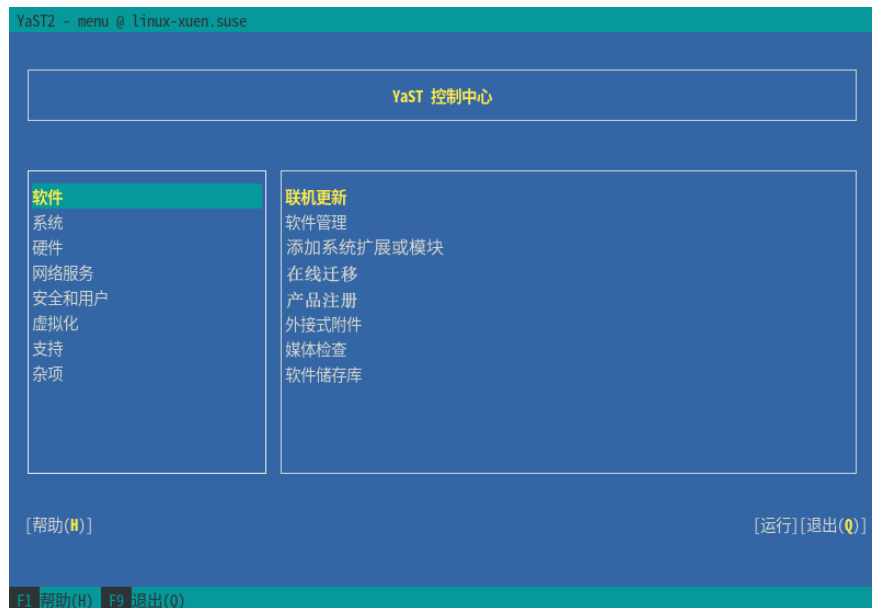 YaST2 - menu @ linux-xuen.suse
YaST 控制中心
软件
系统
硬件
网络服务
安全和用户
虚拟化
支持
杂项
联机更新
软件管理
添加系统扩展或模块
在线迁移
产品注册
外接式附件
媒体检查
软件储存库
[帮助(H)]
[运行][退出(Q)]
F1 帮助(H) F9 退出(Q)